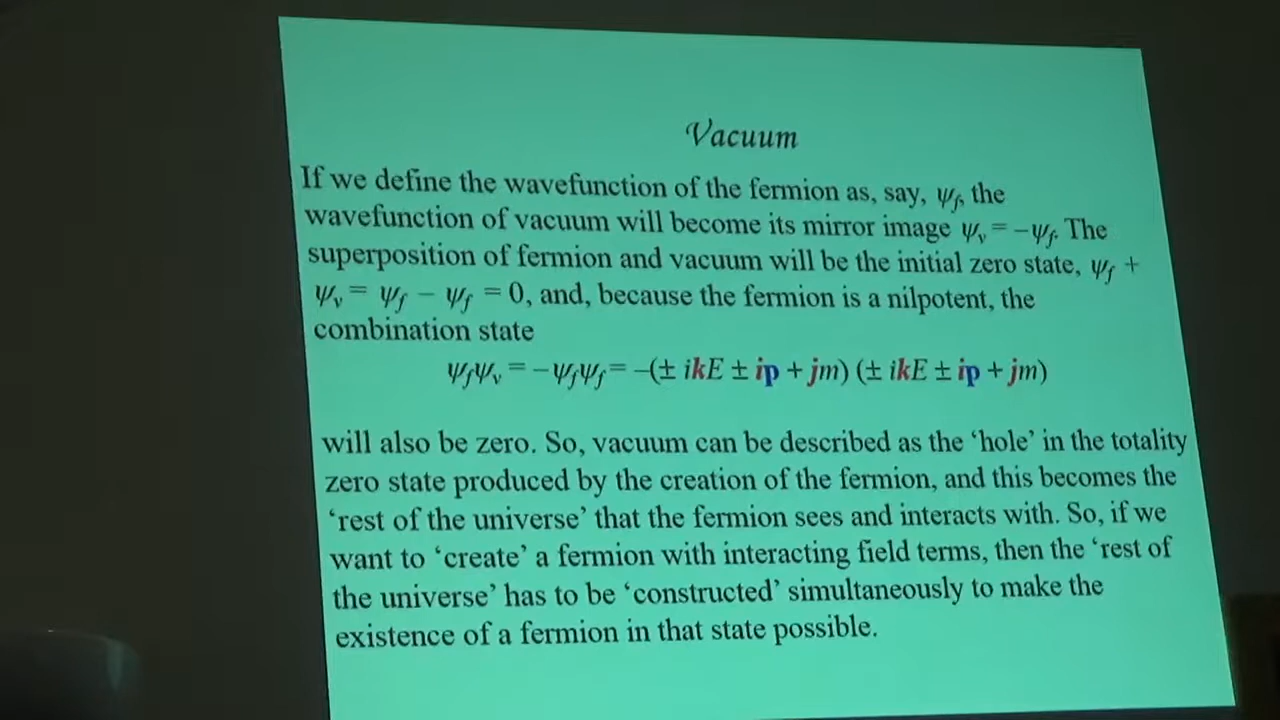 Vacuum
If we define the wavefunction of the fermion as, say, ψf, the
wavefunction of vacuum will become its mirror image ψv = −ψf. The
superposition of fermion and vacuum will be the initial zero state, ψf +
ψv = ψf − ψf = 0, and, because the fermion is a nilpotent, the
combination state
ψfψv = −ψfψf = −(± ikE ± ip + jm) (± ikE ± ip + jm)
will also be zero. So, vacuum can be described as the ‘hole’ in the totality
zero state produced by the creation of the fermion, and this becomes the
‘rest of the universe’ that the fermion sees and interacts with. So, if we
want to ‘create’ a fermion with interacting field terms, then the ‘rest of
the universe’ has to be ‘constructed’ simultaneously to make the
existence of a fermion in that state possible.